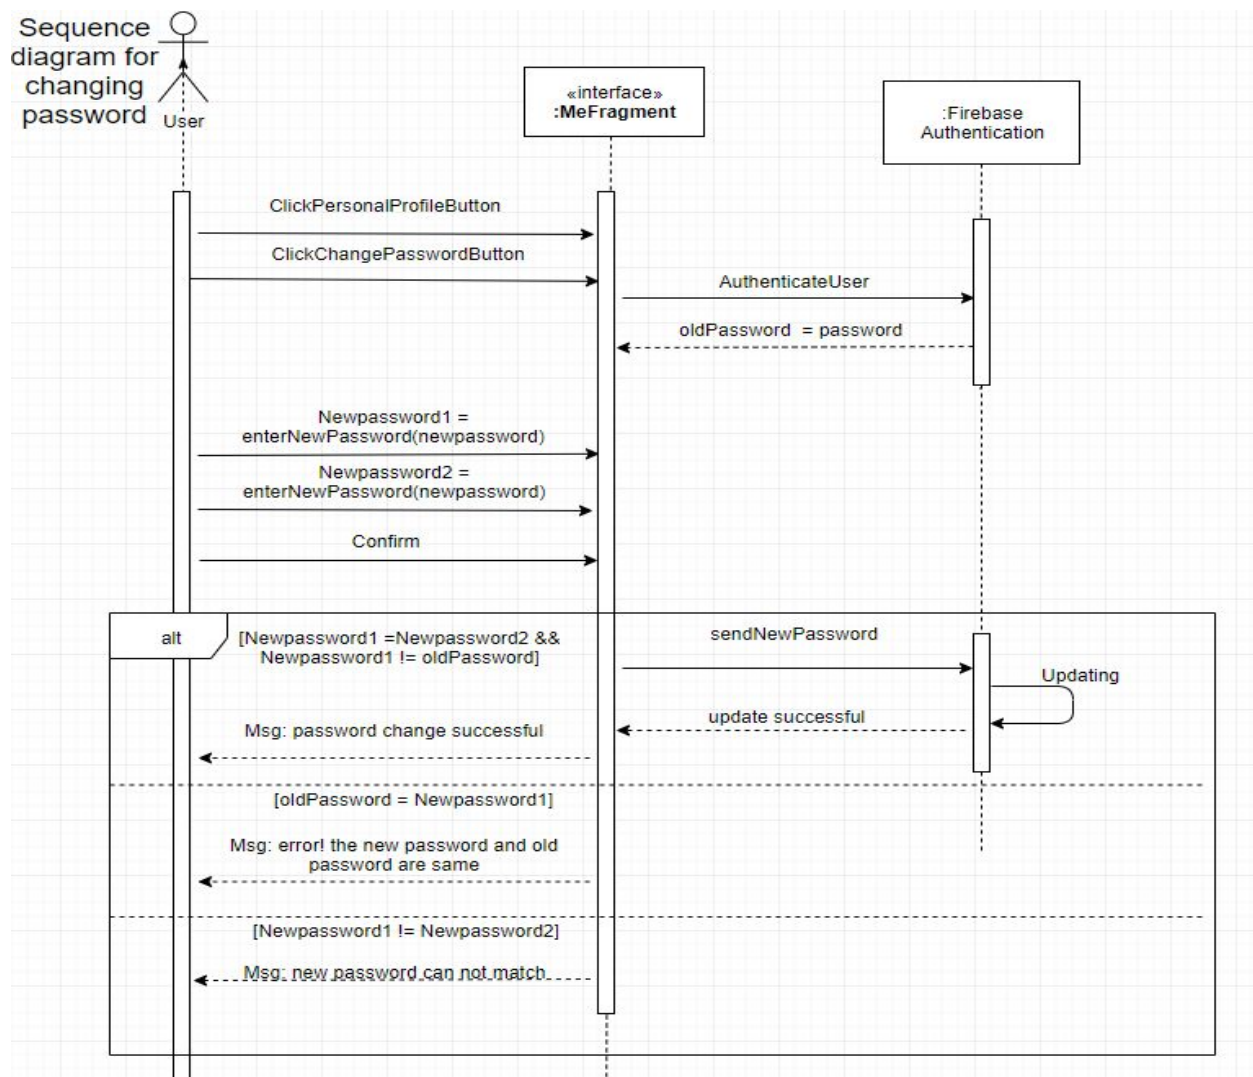 Sequence
diagram for
changing
password
User
«interface»
:MeFragment
:Firebase
Authentication
ClickPersonalProfileButton
ClickChangePasswordButton
AuthenticateUser
oldPassword = password
Newpassword1 =
enterNewPassword(newpassword)
Newpassword2 =
enterNewPassword(newpassword)
Confirm
alt
[Newpassword1 =Newpassword2 &&
Newpassword1 != oldPassword]
sendNewPassword
Updating
update successful
Msg: password change successful
[oldPassword = Newpassword1]
Msg: error! the new password and old
password are same
[Newpassword1 != Newpassword2]
Msg: new password can not match